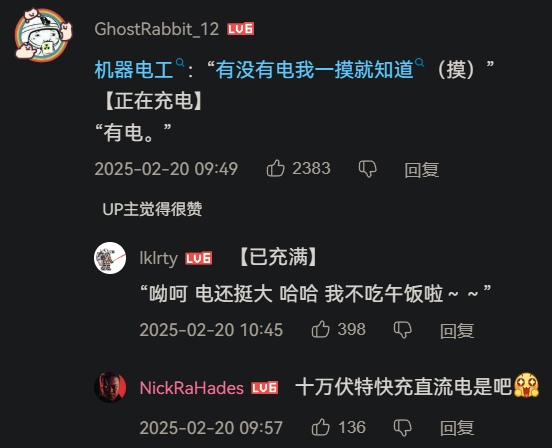 GhostRabbit_12 LV6
机器电工：“有没有电我一摸就知道（摸）”
【正在充电】
“有电。”
2025-02-20 09:49 2383 回复
UP主觉得很赞
lklrty LV6 【已充满】
“呦呵 电还挺大 哈哈 我不吃午饭啦～～”
2025-02-20 10:45 398 回复
NickRaHades LV6 十万伏特快充直流电是吧
2025-02-20 09:57 136 回复